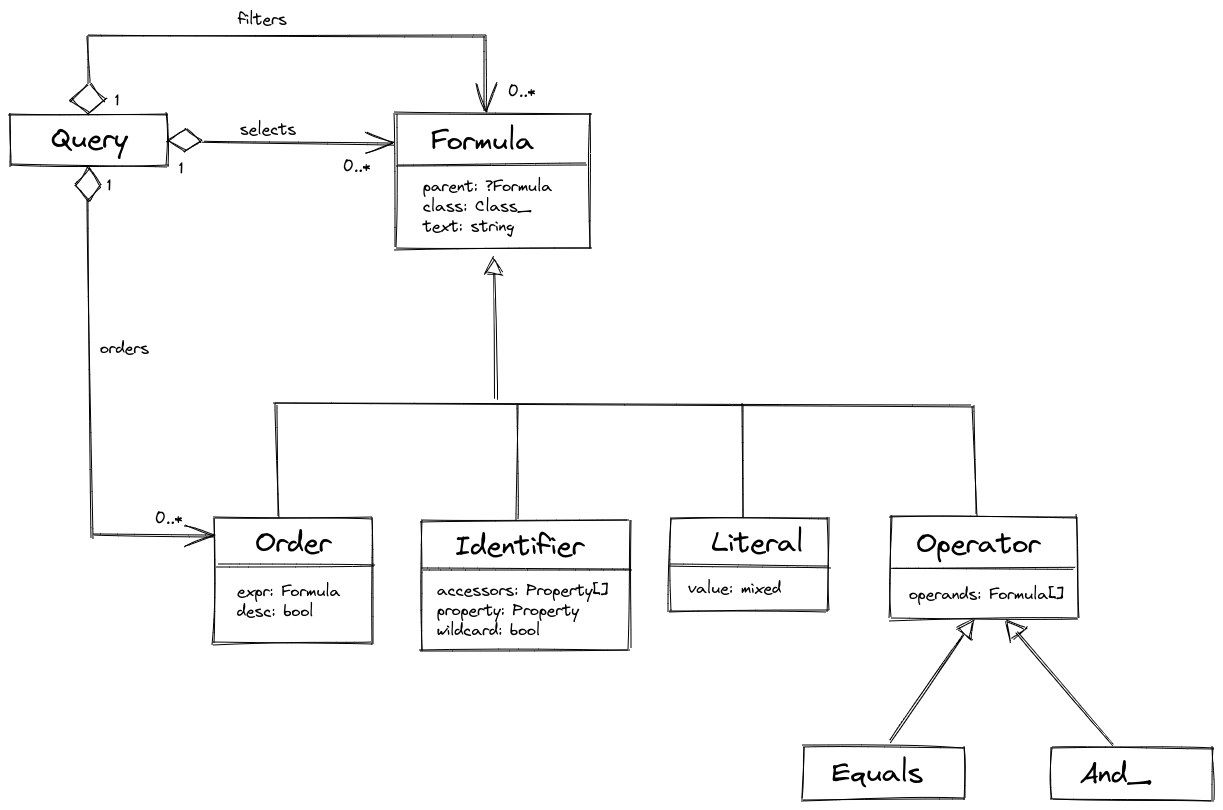 filters
1
0..*
Query
selects
Formula
1
0..*
1
parent: ?Formula
class: Class_
text: string
orders
0..*
Order
expr: Formula
desc: bool
Identifier
accessors: Property[]
property: Property
wildcard: bool
Literal
value: mixed
Operator
operands: Formula[]
Equals
And_